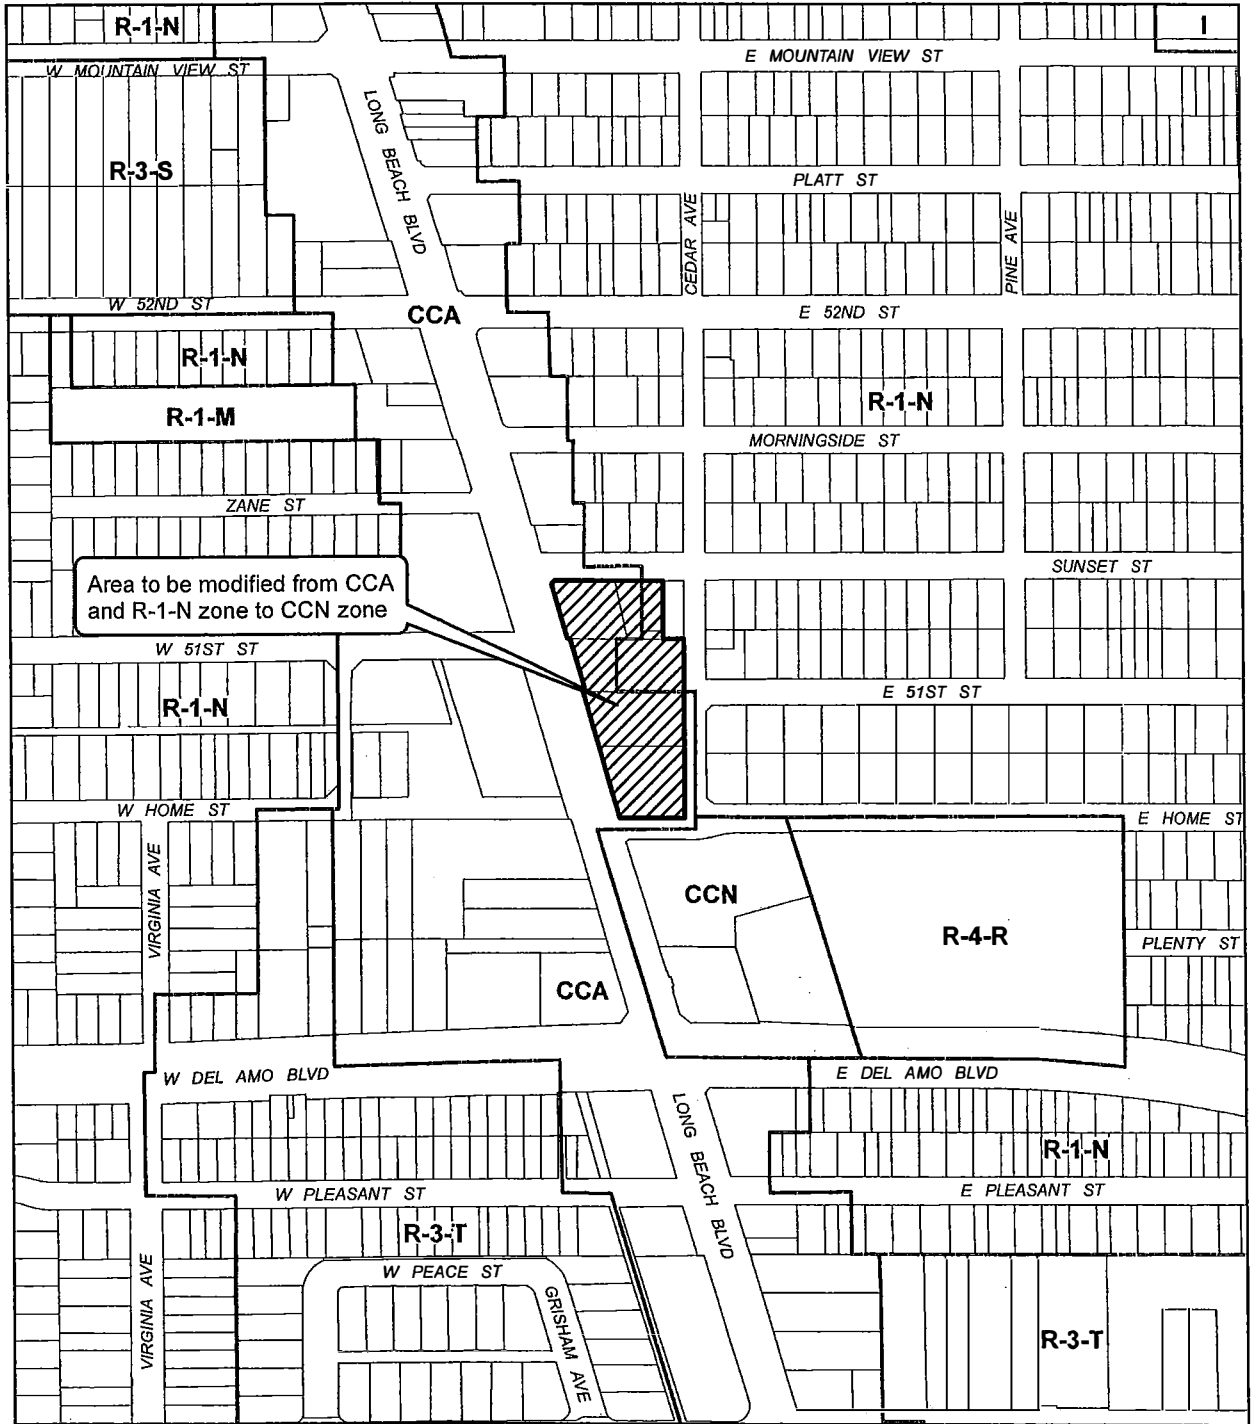 R-1-N
I
W MOUNTAIN VIEW ST
E MOUNTAIN VIEW ST
LONG BEACH BLVD
R-3-S
PLATT ST
CEDAR AVE
PINE AVE
W 52ND ST
CCA
E 52ND ST
R-1-N
R-1-N
R-1-M
MORNINGSIDE ST
ZANE ST
SUNSET ST
Area to be modified from CCA
and R-1-N zone to CCN zone
W 51ST ST
E 51ST ST
R-1-N
W HOME ST
E HOME ST
VIRGINIA AVE
CCN
R-4-R
PLENTY ST
CCA
W DEL AMO BLVD
E DEL AMO BLVD
LONG BEACH BLVD
R-1-N
W PLEASANT ST
E PLEASANT ST
R-3-T
W PEACE ST
VIRGINIA AVE
GRISHAM AVE
R-3-T